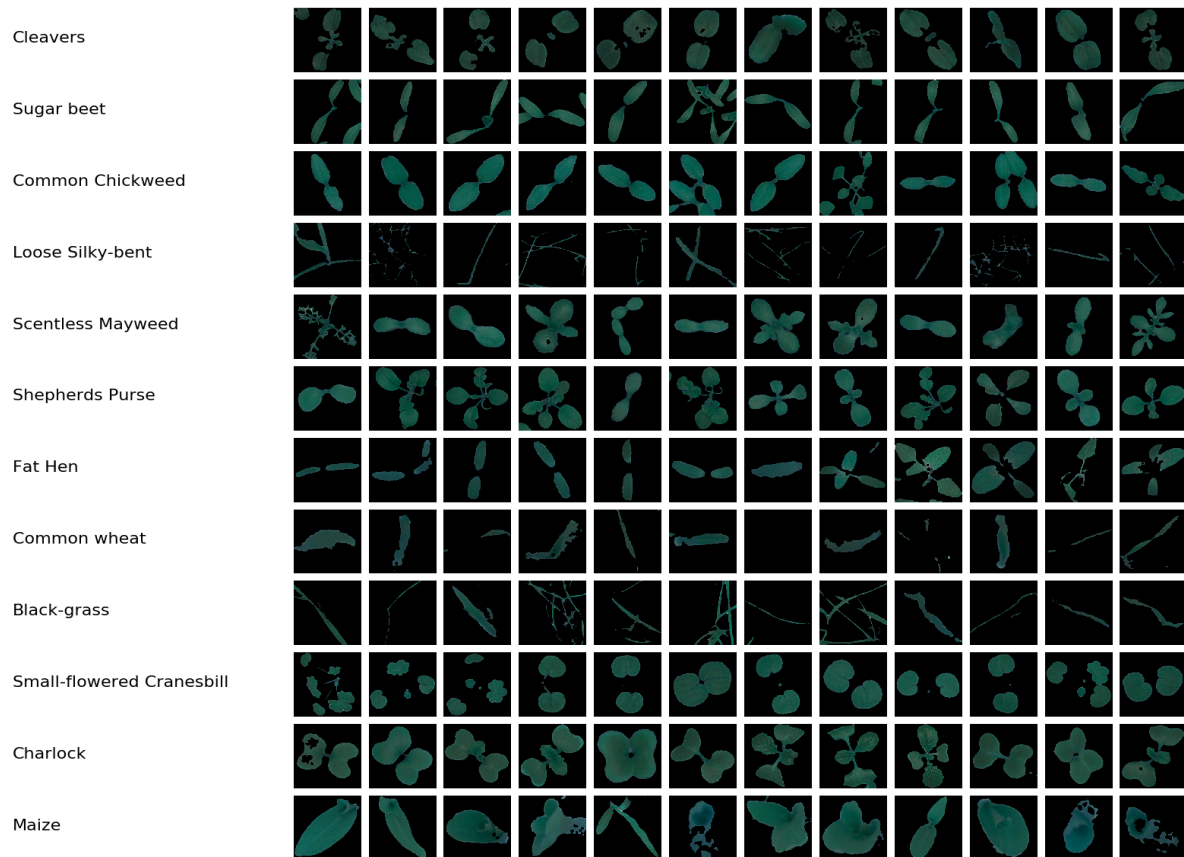 Cleavers
Sugar beet
Common Chickweed
Loose Silky-bent
Scentless Mayweed
Shepherds Purse
Fat Hen
Common wheat
Black-grass
Small-flowered Cranesbill
Charlock
Maize